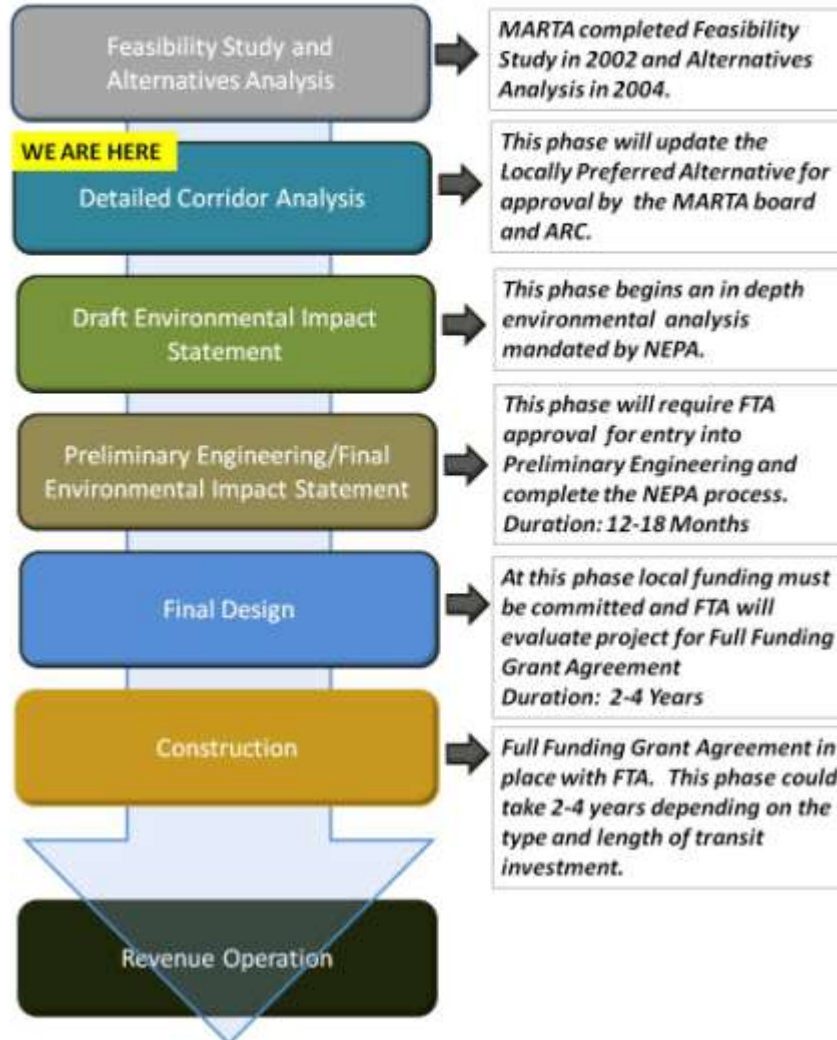 Feasibility Study and
Alternatives Analysis
MARTA completed Feasibility
Study in 2002 and Alternatives
Analysis in 2004.
WE ARE HERE
Detailed Corridor Analysis
This phase will update the
Locally Preferred Alternative for
approval by the MARTA board
and ARC.
Draft Environmental Impact
Statement
This phase begins an in depth
environmental analysis
mandated by NEPA.
Preliminary Engineering/Final
Environmental Impact Statement
This phase will require FTA
approval for entry into
Preliminary Engineering and
complete the NEPA process.
Duration: 12-18 Months
Final Design
At this phase local funding must
be committed and FTA will
evaluate project for Full Funding
Grant Agreement
Duration: 2-4 Years
Construction
Full Funding Grant Agreement in
place with FTA. This phase could
take 2-4 years depending on the
type and length of transit
investment.
Revenue Operation